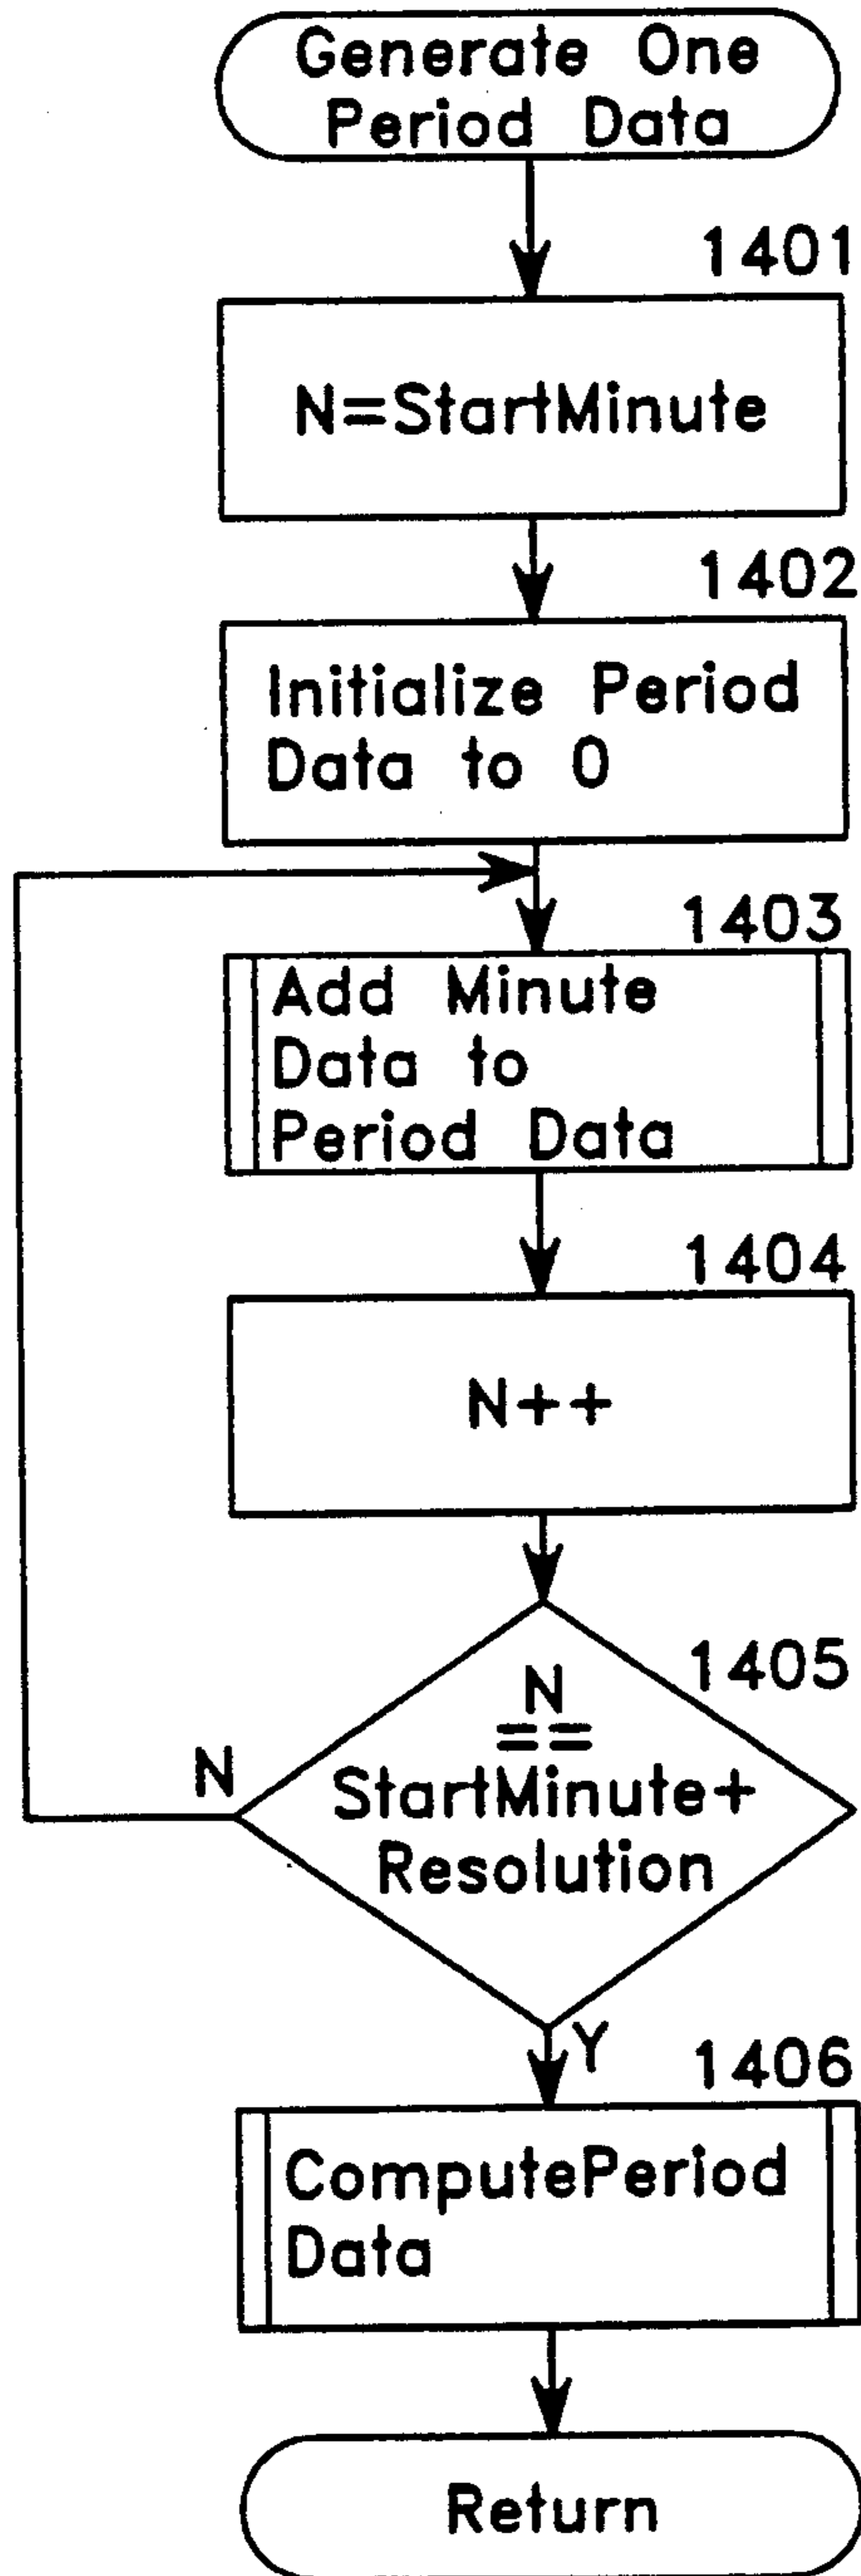 Generate One
Period Data
1401
N=StartMinute
1402
Initialize Period
Data to 0
1403
Add Minute
Data to
Period Data
1404
N++
1405
N
==
StartMinute+
Resolution
N
Y
1406
ComputePeriod
Data
Return